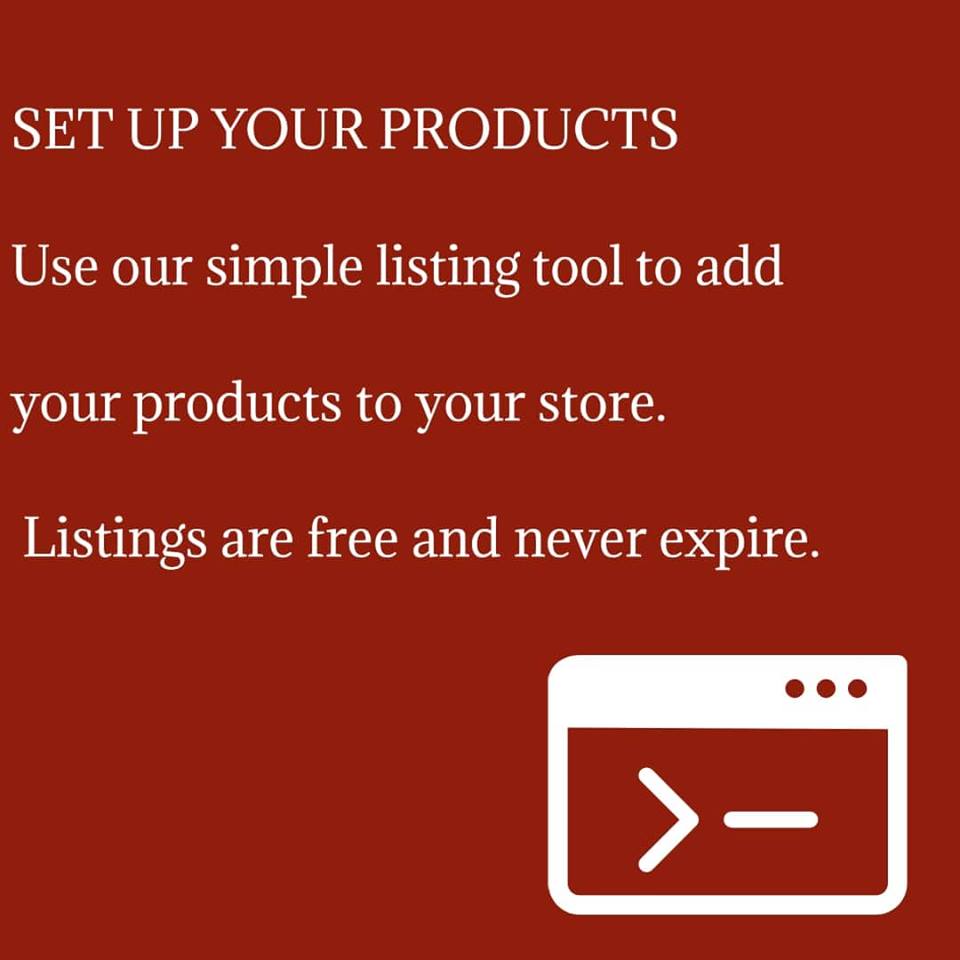 SET UP YOUR PRODUCTS
Use our simple listing tool to add
your products to your store.
Listings are free and never expire.